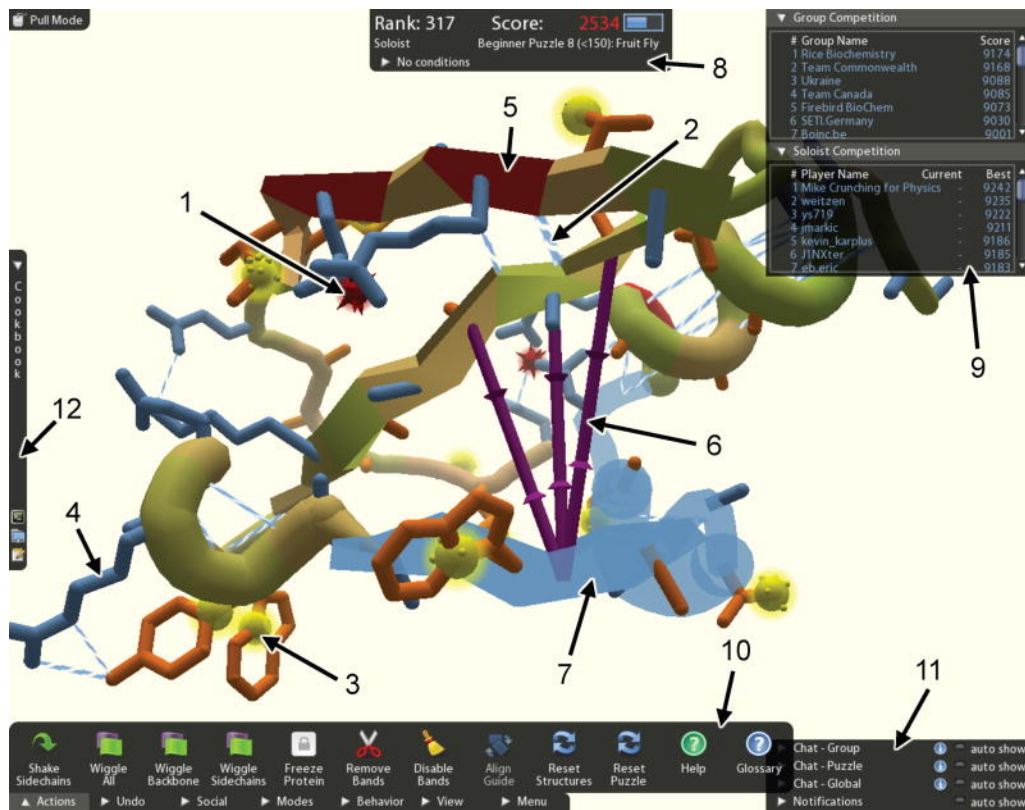 Pull Mode
Rank: 317 Score: 2534
Soloist Beginner Puzzle 8 (<150): Fruit Fly
▶ No conditions
8
▼ Group Competition
# Group Name Score
1 Rice Biochemistry 9174
2 Team Commonwealth 9168
3 Ukraine 9088
4 Team Canada 9085
5 Firebird BioChem 9073
6 SETI.Germany 9030
7 Boinc.be 9001
▼ Soloist Competition
# Player Name Current Best
1 Mike Crunching for Physics - 9242
2 weitzen - 9235
3 ys719 - 9222
4 jmarkic - 9211
5 kevin_karplus - 9186
6 J1NXter - 9185
7 eb.eric - 9183
5
2
1
9
▼ Cookbook
12
6
4
3
7
10
11
Shake Sidechains
Wiggle All
Wiggle Backbone
Wiggle Sidechains
Freeze Protein
Remove Bands
Disable Bands
Align Guide
Reset Structures
Reset Puzzle
Help
Glossary
▲ Actions ▶ Undo ▶ Social ▶ Modes ▶ Behavior ▶ View ▶ Menu
▶ Chat - Group auto show
Chat - Puzzle auto show
▶ Chat - Global auto show
▶ Notifications auto show